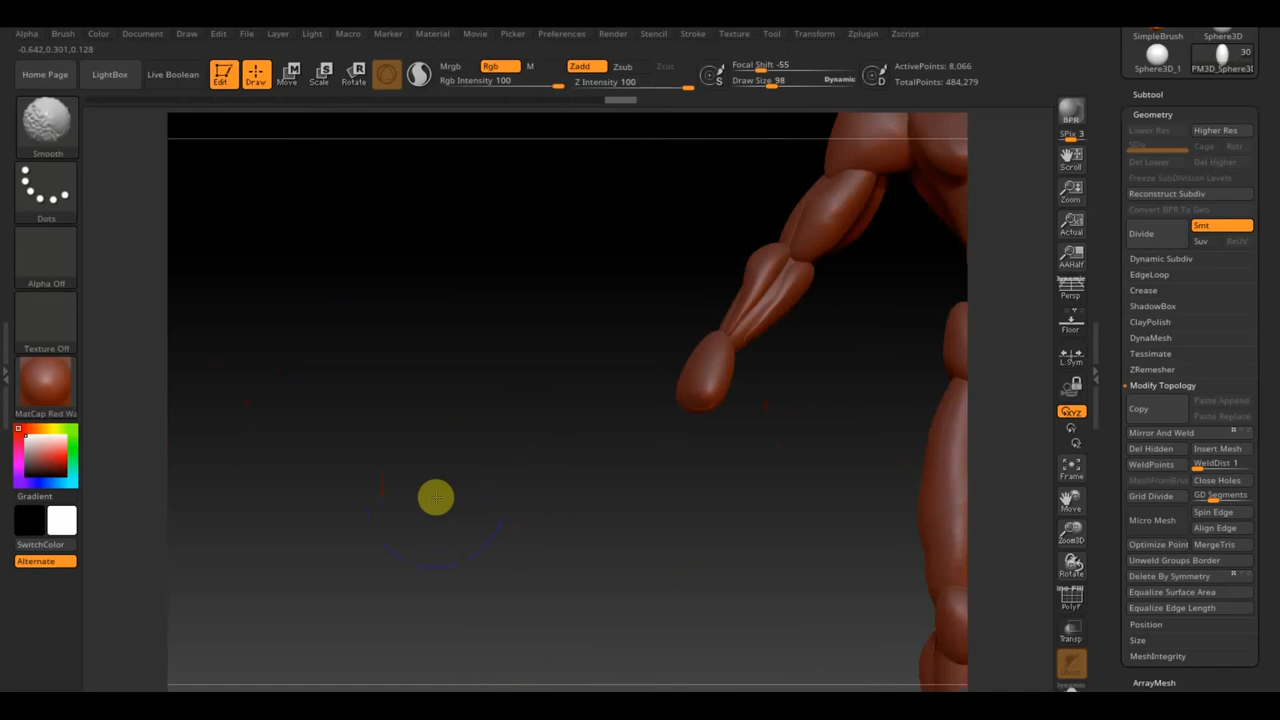 Alpha Brush Color Document Draw Edit File Layer Light Macro Marker Material Movie Picker Preferences Render Stencil Stroke Texture Tool Transform Zplugin Zscript
-0.642,0.301,0.128
Home Page
LightBox
Live Boolean
Edit
Draw
Move
Scale
Rotate
Mrgb Rgb M
Rgb Intensity 100
Zadd Zsub Zcut
Z Intensity 100
S
Focal Shift -55
Draw Size 98 Dynamic
D
ActivePoints: 8,066
TotalPoints: 484,279
Smooth
Dots
Alpha Off
Texture Off
MatCap Red Wa
Gradient
SwitchColor
Alternate
BPR
SPix 3
Scroll
Zoom
Actual
AAHalf
Dynamic
Persp
Floor
L.Sym
XYZ
Frame
Move
Zoom3D
Rotate
Line Fill
PolyF
Transp
Dynamic
SimpleBrush Sphere3D
30
Sphere3D_1 PM3D_Sphere3D
Subtool
Geometry
Lower Res Higher Res
SDiv Cage Rstr
Del Lower Del Higher
Freeze SubDivision Levels
Reconstruct Subdiv
Convert BPR To Geo
Divide Smt
Suv ReUV
Dynamic Subdiv
EdgeLoop
Crease
ShadowBox
ClayPolish
DynaMesh
Tessimate
ZRemesher
Modify Topology
Copy Paste Append
Paste Replace
Mirror And Weld
Del Hidden Insert Mesh
WeldPoints WeldDist 1
MeshFromBrus Close Holes
Grid Divide GD Segments
Micro Mesh Spin Edge
Align Edge
Optimize Point MergeTris
Unweld Groups Border
Delete By Symmetry
Equalize Surface Area
Equalize Edge Length
Position
Size
MeshIntegrity
ArrayMesh